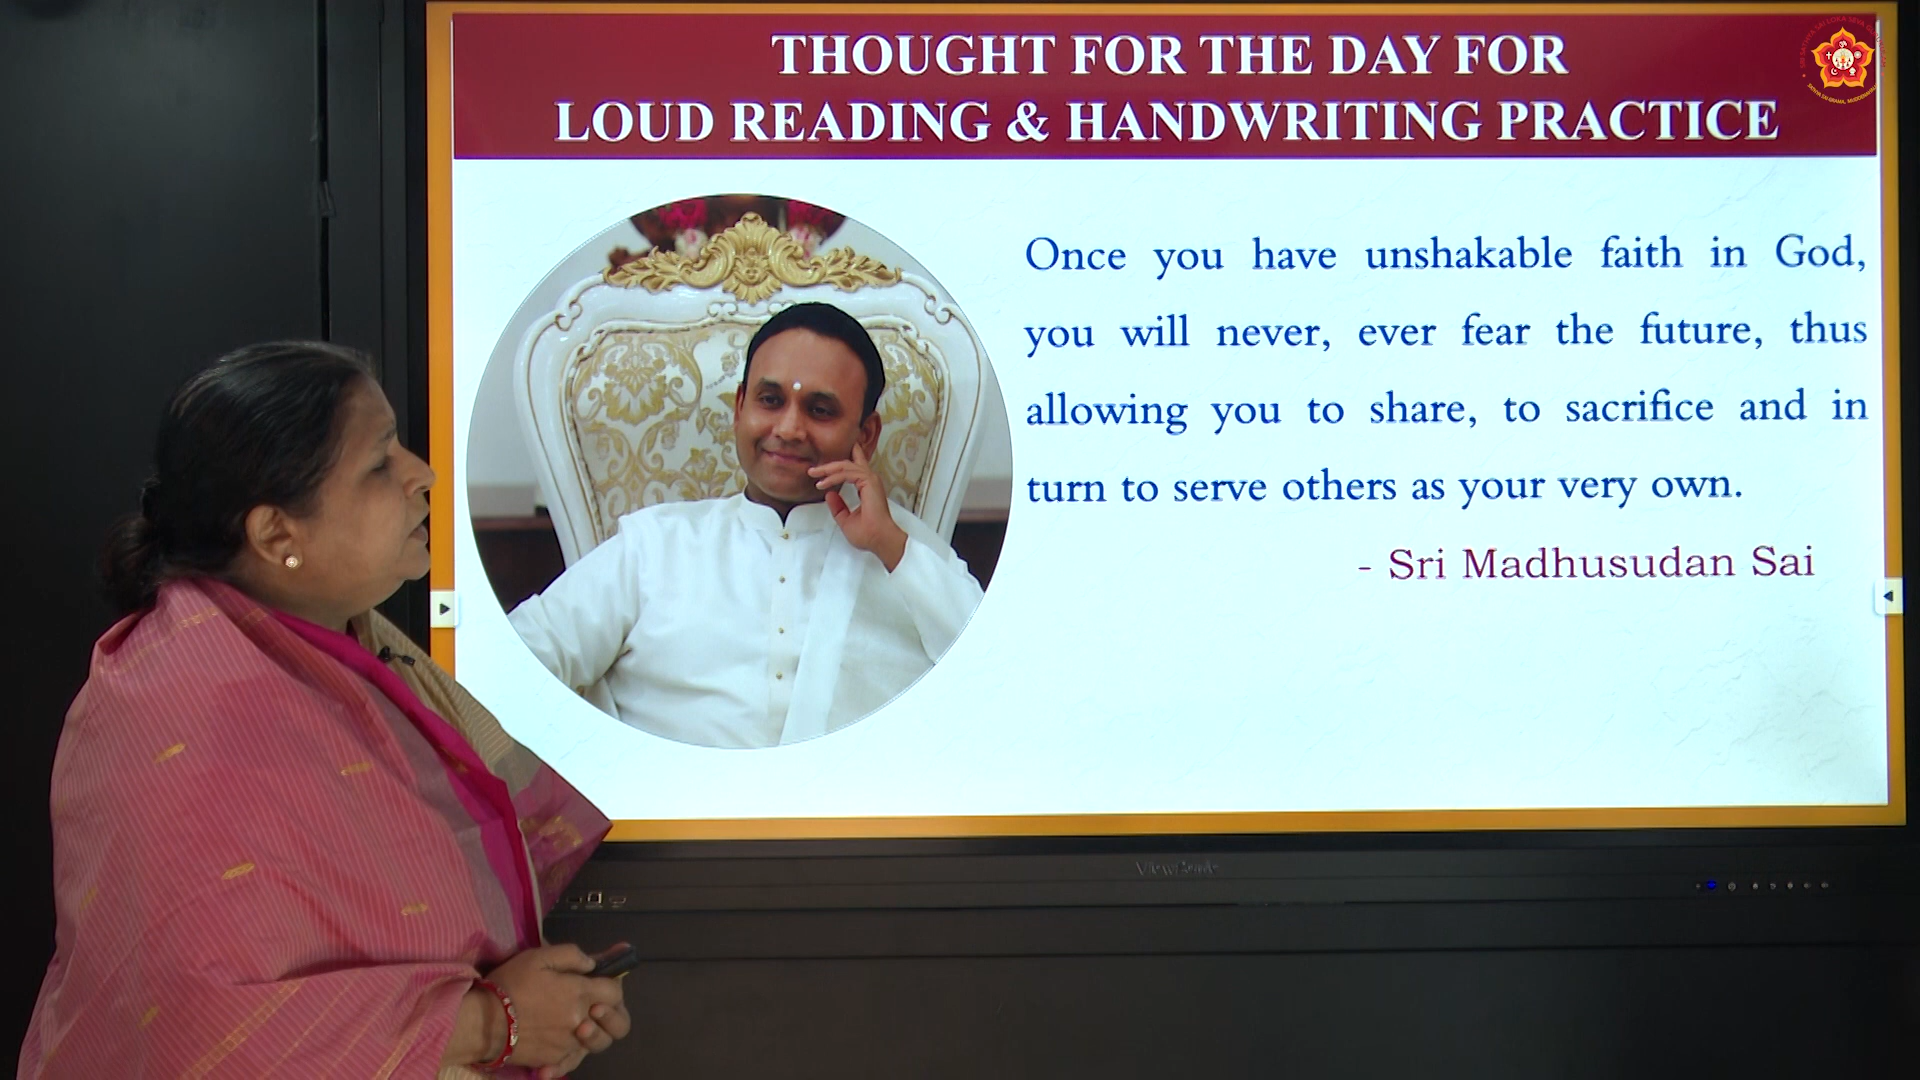 THOUGHT FOR THE DAY FOR
LOUD READING & HANDWRITING PRACTICE
Once you have unshakable faith in God,
you will never, ever fear the future, thus
allowing you to share, to sacrifice and in
turn to serve others as your very own.
- Sri Madhusudan Sai
ViewSonic